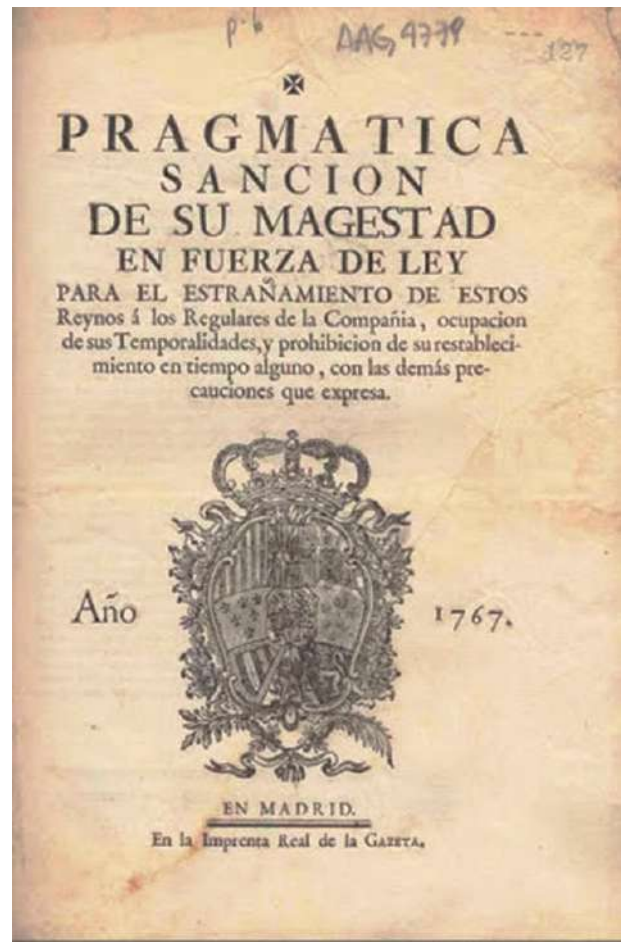 p-6 AAG, 4779 127
✠
PRAGMATICA
SANCION
DE SU MAGESTAD
EN FUERZA DE LEY
PARA EL ESTRAÑAMIENTO DE ESTOS
Reynos á los Regulares de la Compañia, ocupacion
de sus Temporalidades, y prohibicion de su restableci-
miento en tiempo alguno, con las demás pre-
cauciones que expresa.
Año 1767.
EN MADRID.
En la Imprenta Real de la GAZETA.